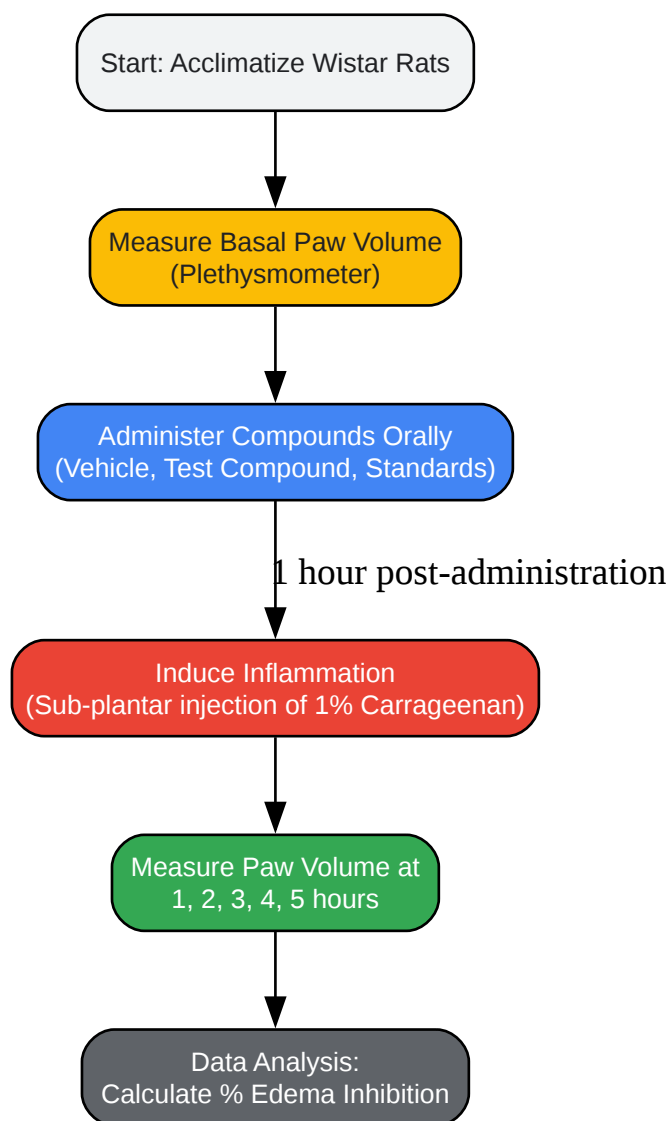 Start: Acclimatize Wistar Rats
Measure Basal Paw Volume
(Plethysmometer)
Administer Compounds Orally
(Vehicle, Test Compound, Standards)
1 hour post-administration
Induce Inflammation
(Sub-plantar injection of 1% Carrageenan)
Measure Paw Volume at
1, 2, 3, 4, 5 hours
Data Analysis:
Calculate % Edema Inhibition